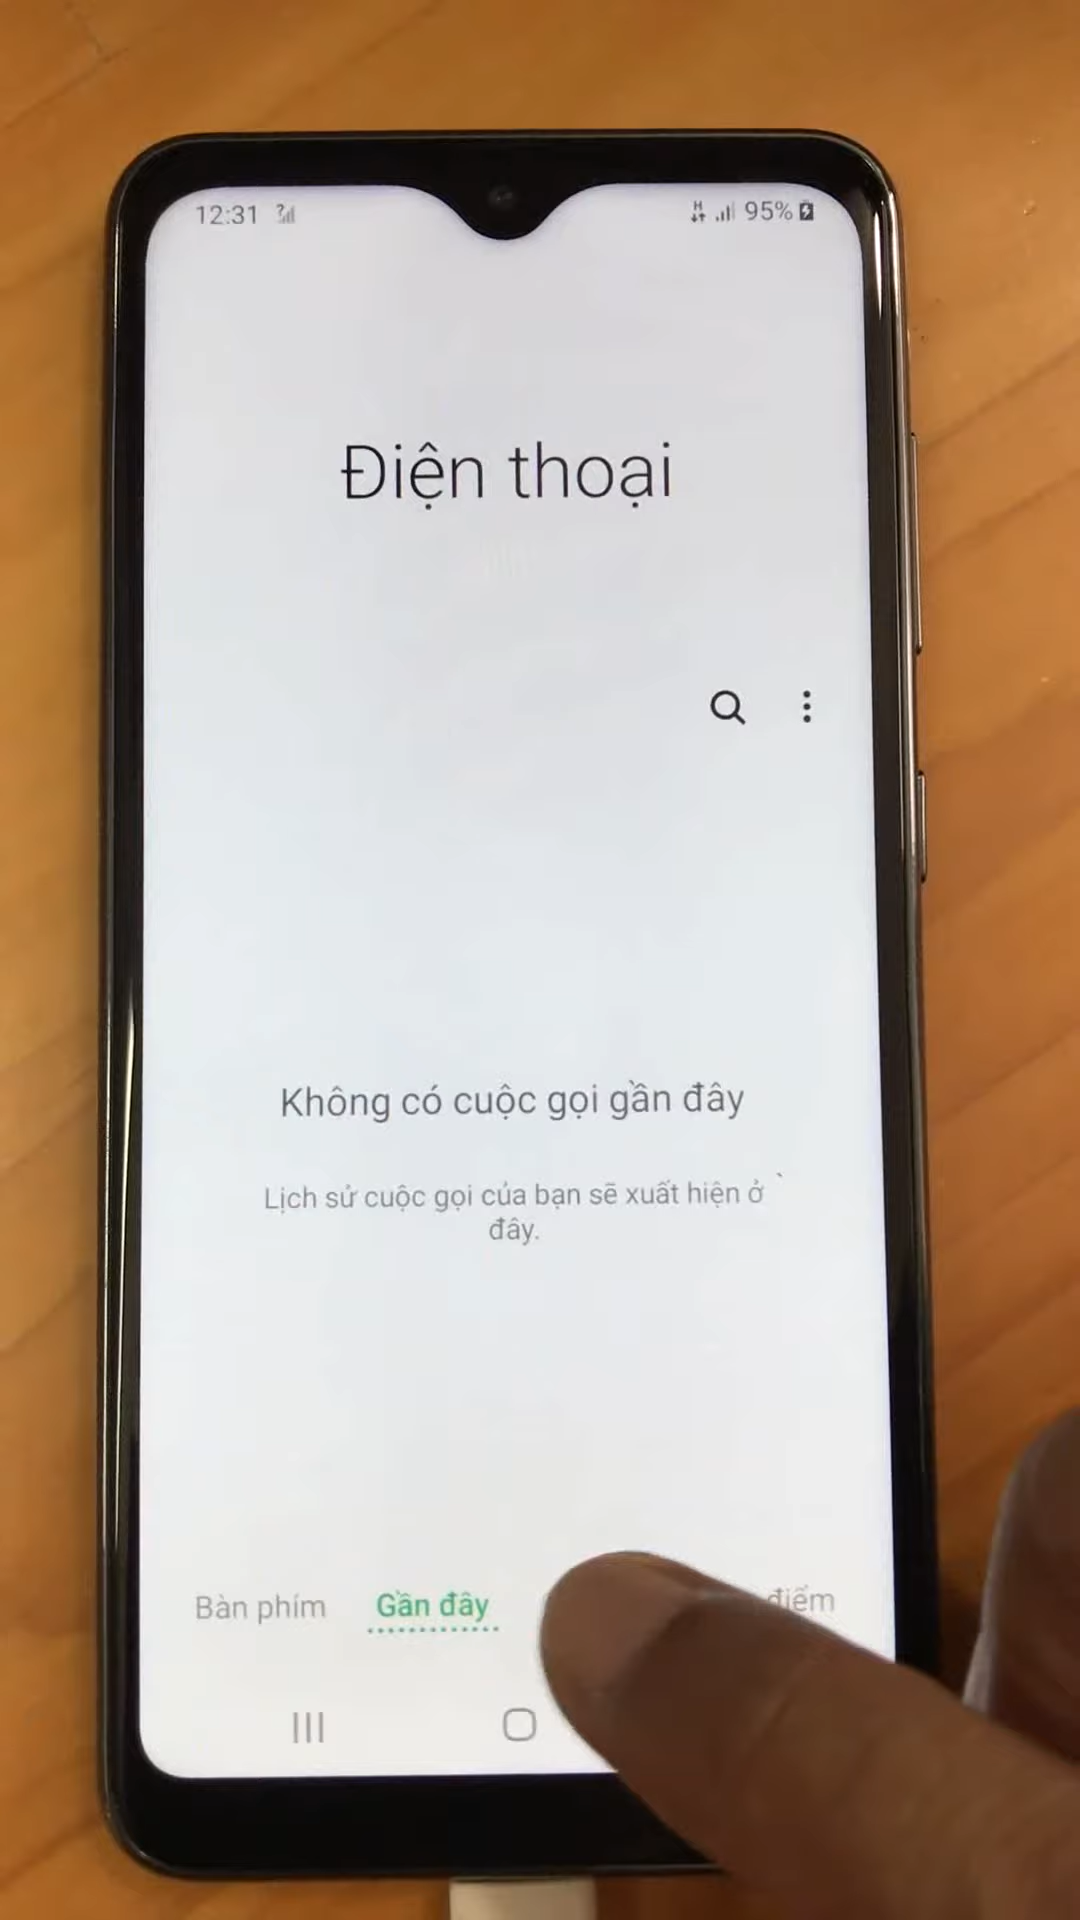 12:31
H 95%
Điện thoại
Không có cuộc gọi gần đây
Lịch sử cuộc gọi của bạn sẽ xuất hiện ở
đây.
Bàn phím Gần đây điểm